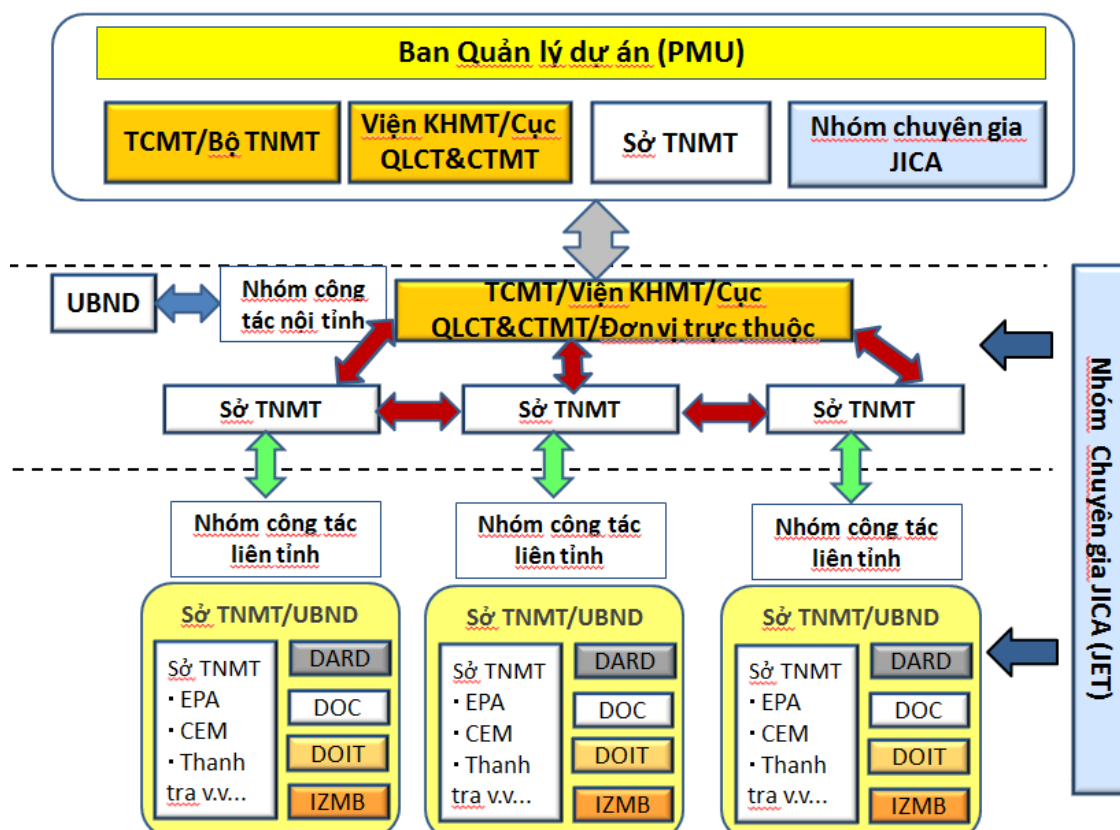 Ban Quản lý dự án (PMU)
TCMT/Bộ TNMT
Viện KHMT/Cục
QLCT&CTMT
Sở TNMT
Nhóm chuyên gia
JICA
UBND
Nhóm công
tác nội tỉnh
TCMT/Viện KHMT/Cục
QLCT&CTMT/Đơn vị trực thuộc
Sở TNMT
Sở TNMT
Sở TNMT
Nhóm công tác
liên tỉnh
Nhóm công tác
liên tỉnh
Nhóm công tác
liên tỉnh
Sở TNMT/UBND
Sở TNMT
・EPA
・CEM
・Thanh
tra v.v...
DARD
DOC
DOIT
IZMB
Sở TNMT/UBND
Sở TNMT
・EPA
・CEM
・Thanh
tra v.v...
DARD
DOC
DOIT
IZMB
Sở TNMT/UBND
Sở TNMT
・EPA
・CEM
・Thanh
tra v.v...
DARD
DOC
DOIT
IZMB
Nhóm Chuyên gia JICA (JET)